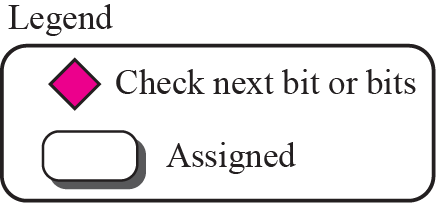 Legend
Check next bit or bits
Assigned